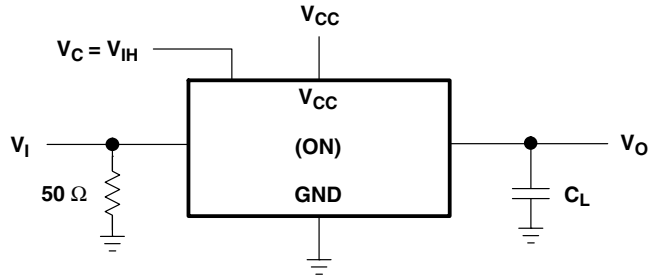 V_CC
V_C = V_IH
V_CC
V_I
(ON)
V_O
50 Ω
GND
C_L